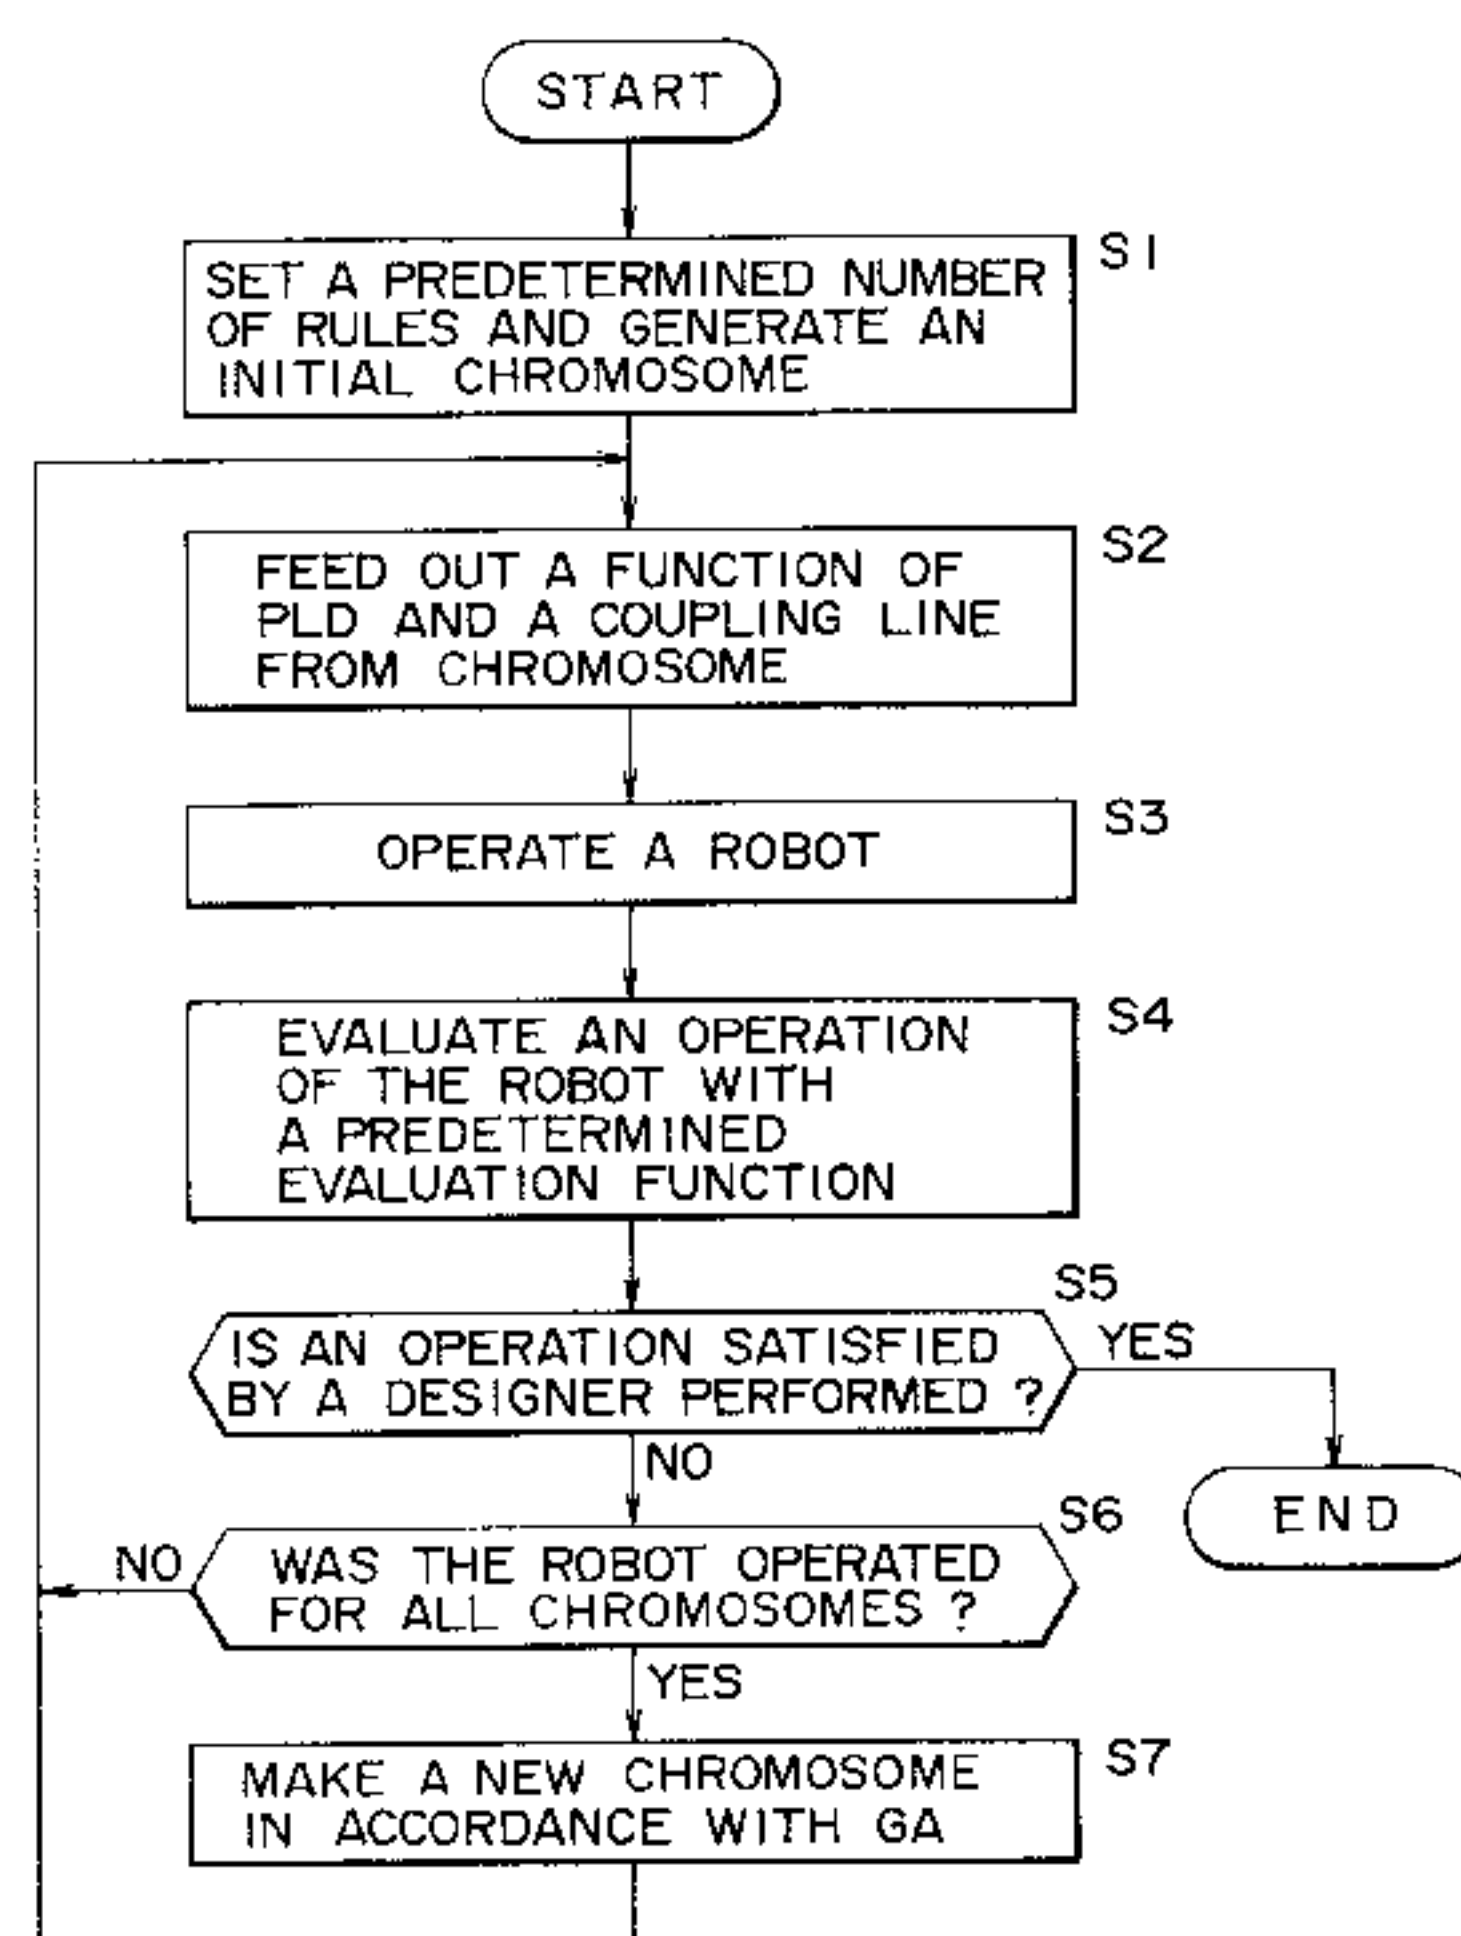 START
S1
SET A PREDETERMINED NUMBER
OF RULES AND GENERATE AN
INITIAL CHROMOSOME
S2
FEED OUT A FUNCTION OF
PLD AND A COUPLING LINE
FROM CHROMOSOME
S3
OPERATE A ROBOT
S4
EVALUATE AN OPERATION
OF THE ROBOT WITH
A PREDETERMINED
EVALUATION FUNCTION
S5
IS AN OPERATION SATISFIED
BY A DESIGNER PERFORMED ?
YES
NO
END
S6
WAS THE ROBOT OPERATED
FOR ALL CHROMOSOMES ?
NO
YES
S7
MAKE A NEW CHROMOSOME
IN ACCORDANCE WITH GA